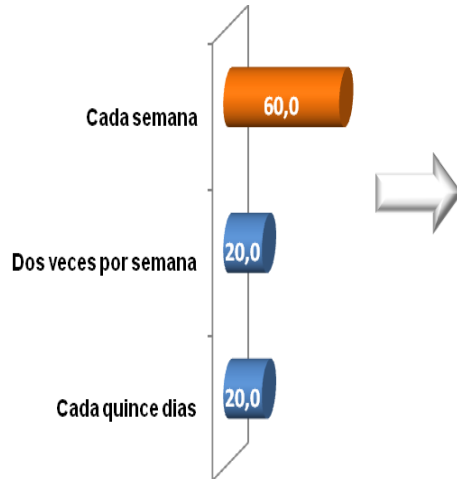 Cada semana
60,0
Dos veces por semana
20,0
Cada quince dias
20,0